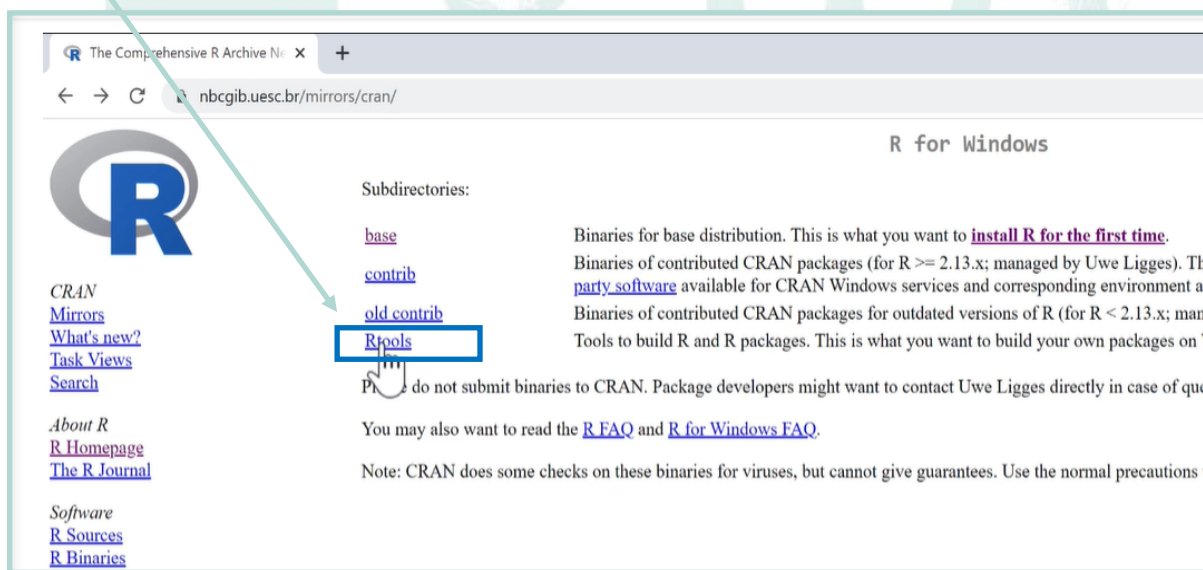 The Comprehensive R Archive Ne
nbcgib.uesc.br/mirrors/cran/
R
R for Windows
Subdirectories:
base Binaries for base distribution. This is what you want to install R for the first time.
contrib Binaries of contributed CRAN packages (for R >= 2.13.x; managed by Uwe Ligges).
party software available for CRAN Windows services and corresponding environment
old contrib Binaries of contributed CRAN packages for outdated versions of R (for R < 2.13.x;
Rtools Tools to build R and R packages. This is what you want to build your own packages on
do not submit binaries to CRAN. Package developers might want to contact Uwe Ligges directly in case of
You may also want to read the R FAQ and R for Windows FAQ.
Note: CRAN does some checks on these binaries for viruses, but cannot give guarantees. Use the normal precautions
CRAN
Mirrors
What's new?
Task Views
Search
About R
R Homepage
The R Journal
Software
R Sources
R Binaries